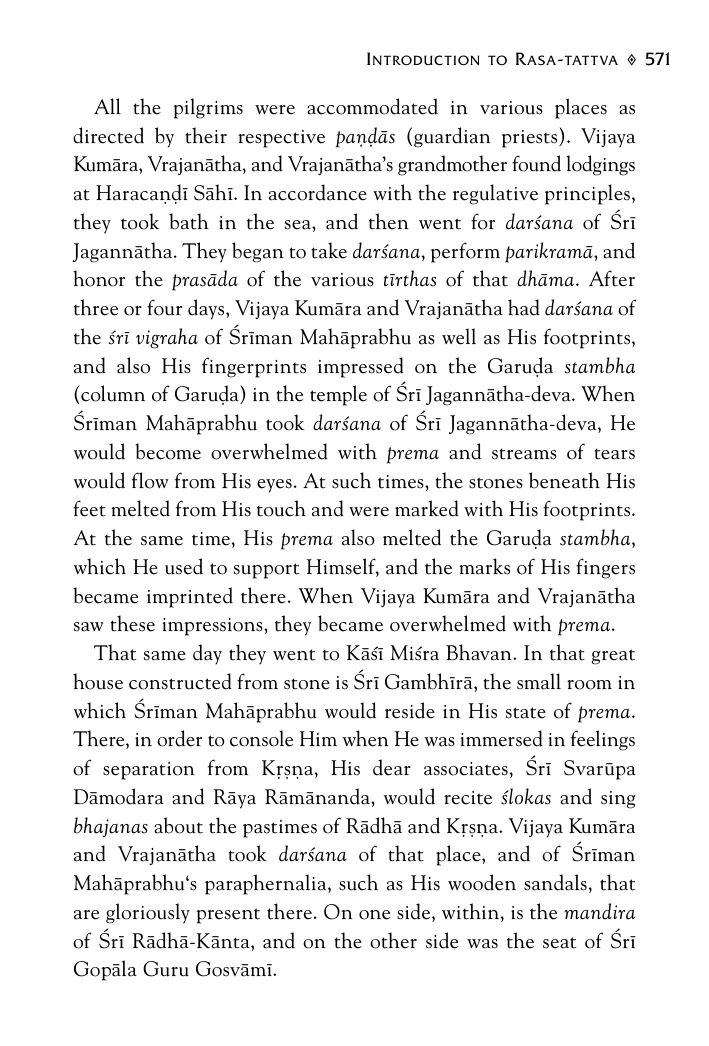 Introduction to Rasa-tattva ◊ 571
All the pilgrims were accommodated in various places as
directed by their respective paṇḍās (guardian priests). Vijaya
Kumāra, Vrajanātha, and Vrajanātha’s grandmother found lodgings
at Haracaṇḍī Sāhī. In accordance with the regulative principles,
they took bath in the sea, and then went for darśana of Śrī
Jagannātha. They began to take darśana, perform parikramā, and
honor the prasāda of the various tīrthas of that dhāma. After
three or four days, Vijaya Kumāra and Vrajanātha had darśana of
the śrī vigraha of Śrīman Mahāprabhu as well as His footprints,
and also His fingerprints impressed on the Garuḍa stambha
(column of Garuḍa) in the temple of Śrī Jagannātha-deva. When
Śrīman Mahāprabhu took darśana of Śrī Jagannātha-deva, He
would become overwhelmed with prema and streams of tears
would flow from His eyes. At such times, the stones beneath His
feet melted from His touch and were marked with His footprints.
At the same time, His prema also melted the Garuḍa stambha,
which He used to support Himself, and the marks of His fingers
became imprinted there. When Vijaya Kumāra and Vrajanātha
saw these impressions, they became overwhelmed with prema.
That same day they went to Kāśī Miśra Bhavan. In that great
house constructed from stone is Śrī Gambhīrā, the small room in
which Śrīman Mahāprabhu would reside in His state of prema.
There, in order to console Him when He was immersed in feelings
of separation from Kṛṣṇa, His dear associates, Śrī Svarūpa
Dāmodara and Rāya Rāmānanda, would recite ślokas and sing
bhajanas about the pastimes of Rādhā and Kṛṣṇa. Vijaya Kumāra
and Vrajanātha took darśana of that place, and of Śrīman
Mahāprabhu‘s paraphernalia, such as His wooden sandals, that
are gloriously present there. On one side, within, is the mandira
of Śrī Rādhā-Kānta, and on the other side was the seat of Śrī
Gopāla Guru Gosvāmī.